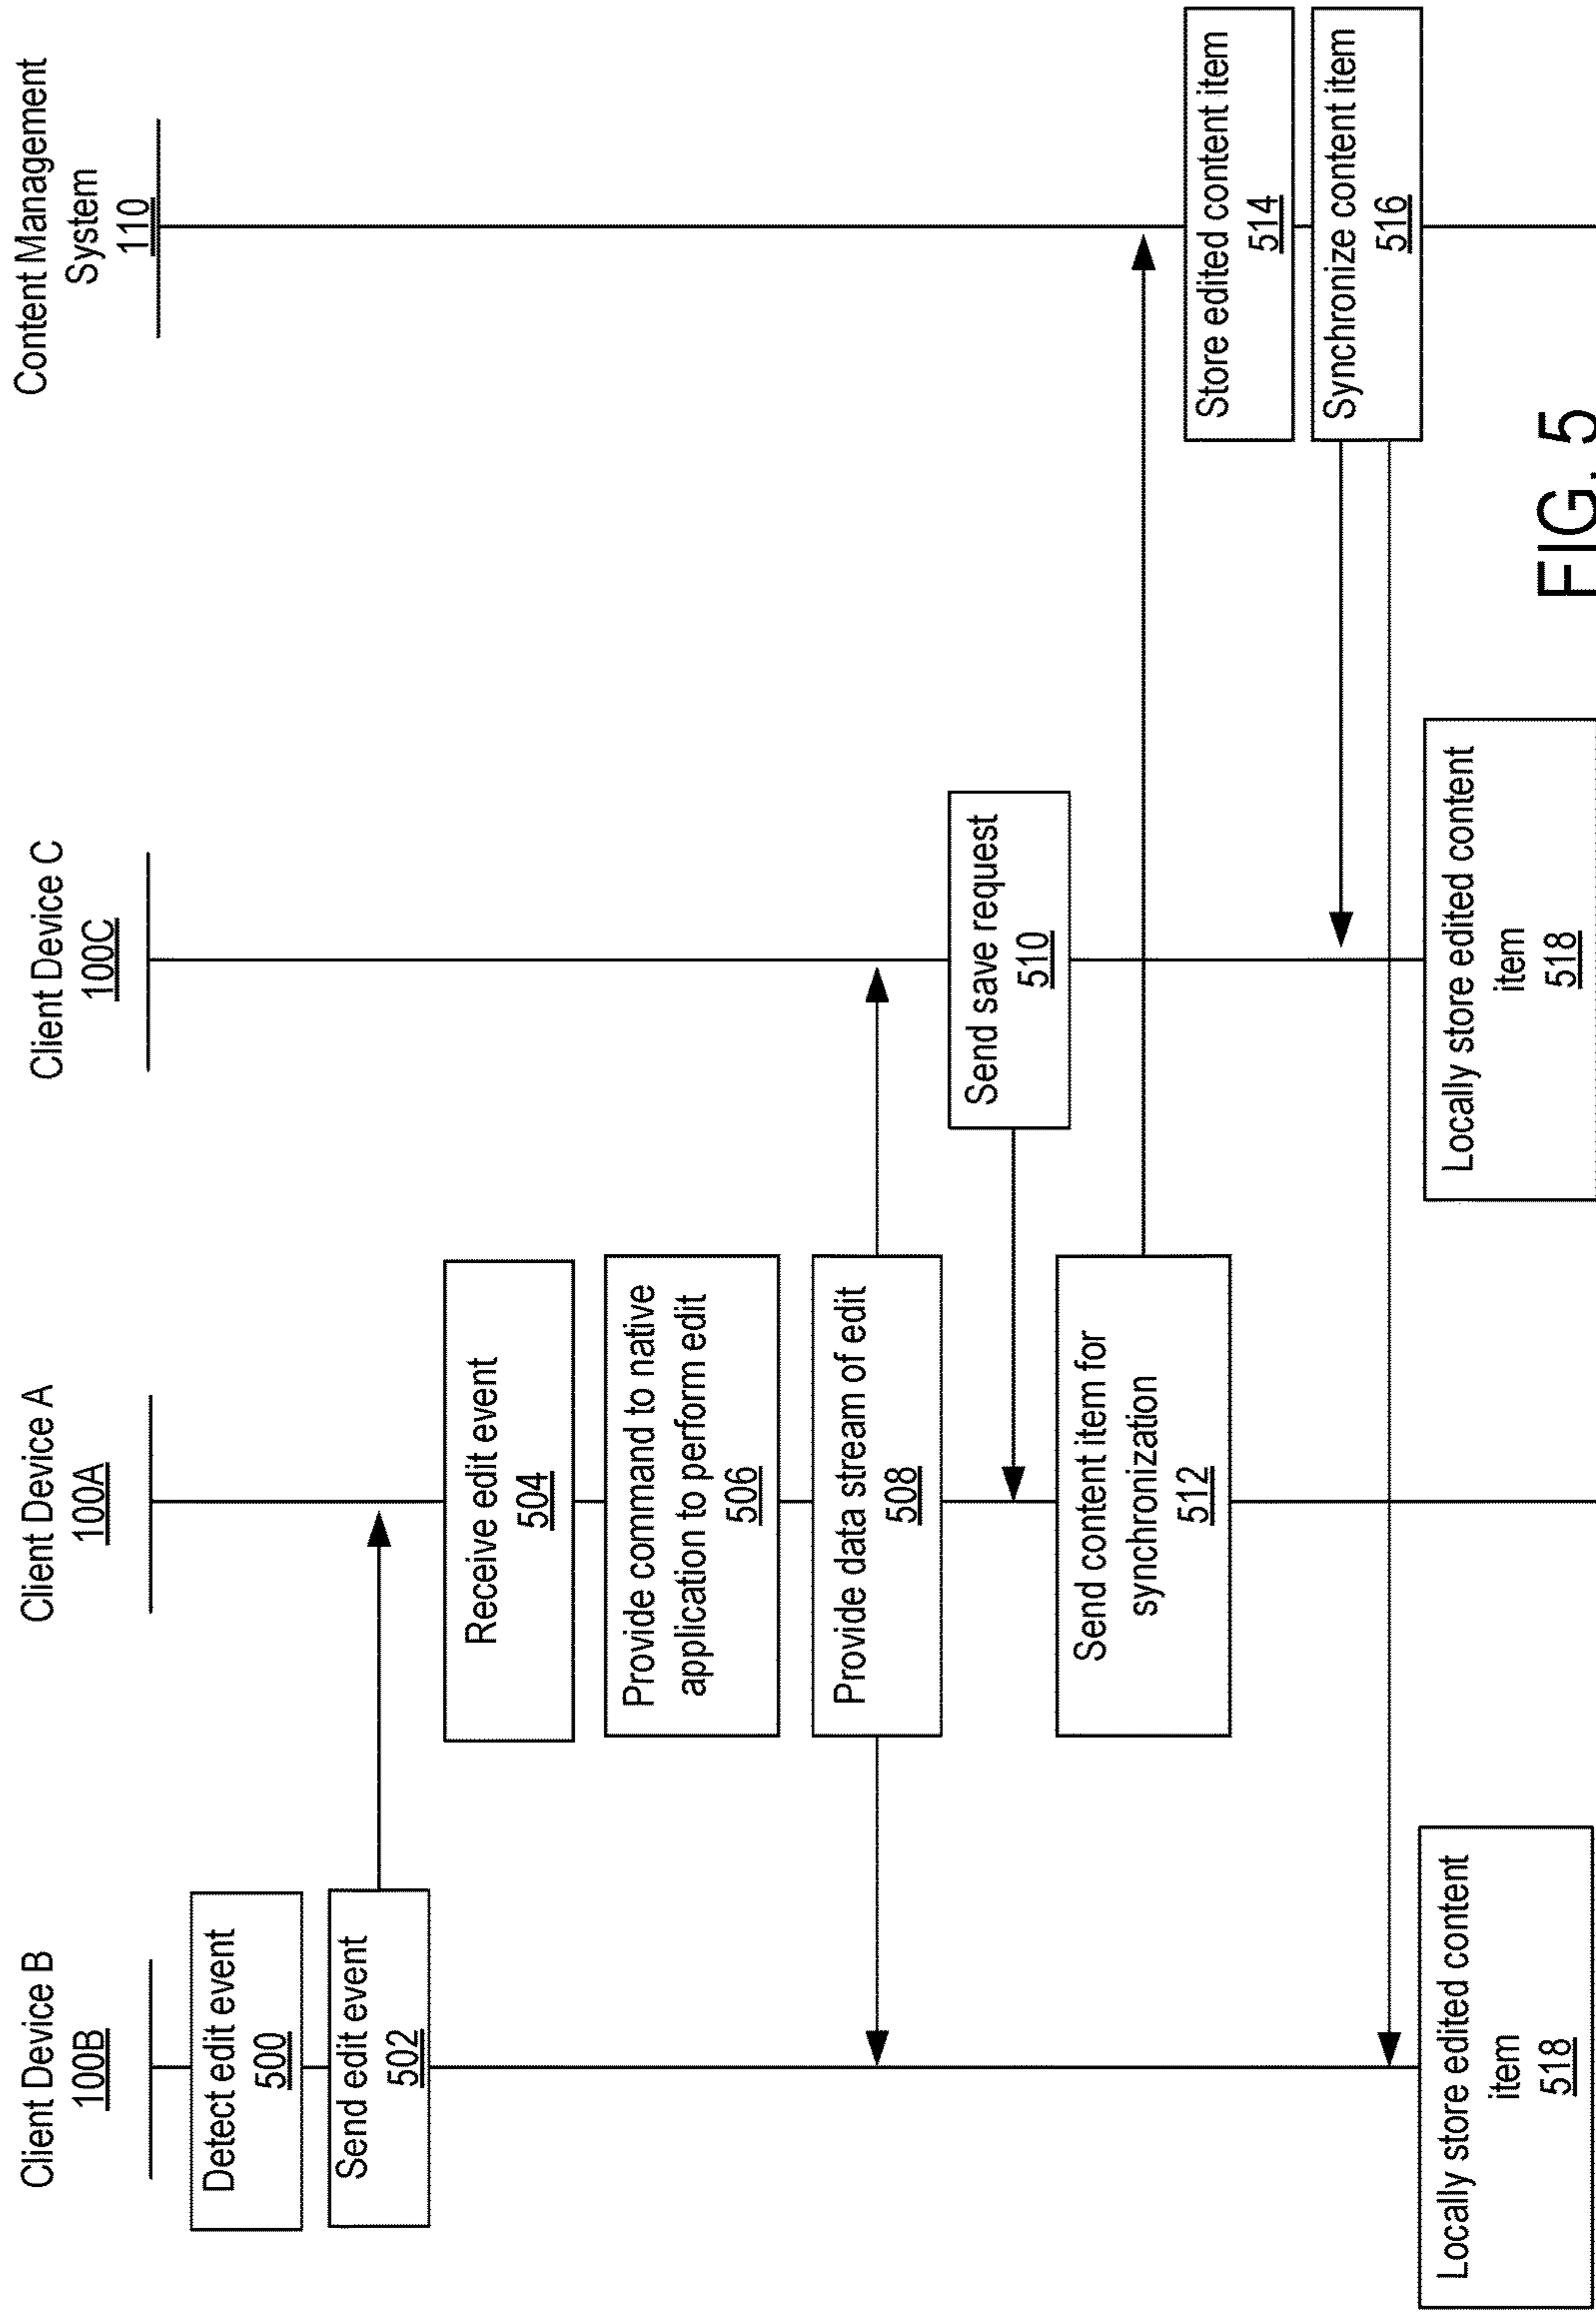 Client Device B
100B
Client Device A
100A
Client Device C
100C
Content Management
System
110
Detect edit event
500
Send edit event
502
Receive edit event
504
Provide command to native
application to perform edit
506
Provide data stream of edit
508
Send save request
510
Send content item for
synchronization
512
Store edited content item
514
Synchronize content item
516
Locally store edited content
item
518
Locally store edited content
item
518
FIG. 5